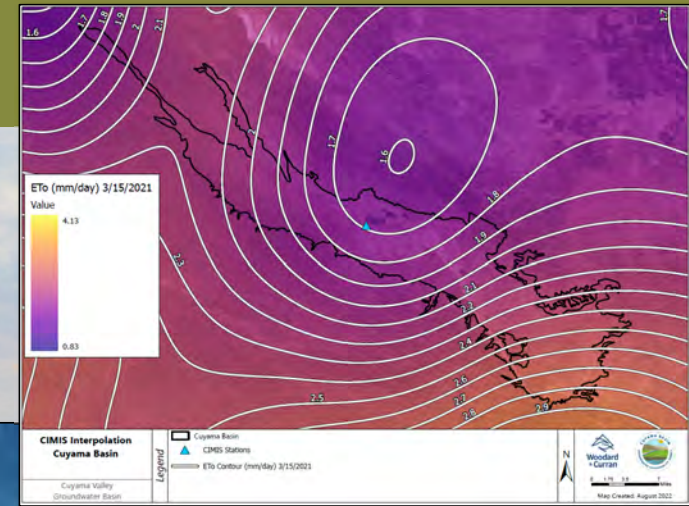 1.6
1.7
1.8
1.9
2
2.1
1.7
2
1.7
1.6
1.8
1.9
2.1
2.2
2.3
2.4
2.5
2.6
2.7
2.8
2.9
ETo (mm/day) 3/15/2021
Value
4.13
0.83
CIMIS Interpolation
Cuyama Basin
Cuyama Valley
Groundwater Basin
Legend
Cuyama Basin
CIMIS Stations
ETo Contour (mm/day) 3/15/2021
N
Woodard
& Curran
Map Created: August 2022